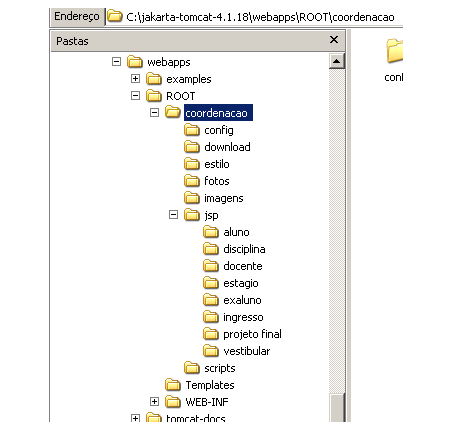 Endereço C:\jakarta-tomcat-4.1.18\webapps\ROOT\coordenacao
Pastas
webapps
examples
ROOT
coordenacao
config
download
estilo
fotos
imagens
jsp
aluno
disciplina
docente
estagio
exaluno
ingresso
projeto final
vestibular
scripts
Templates
WEB-INF
tomcat-docs